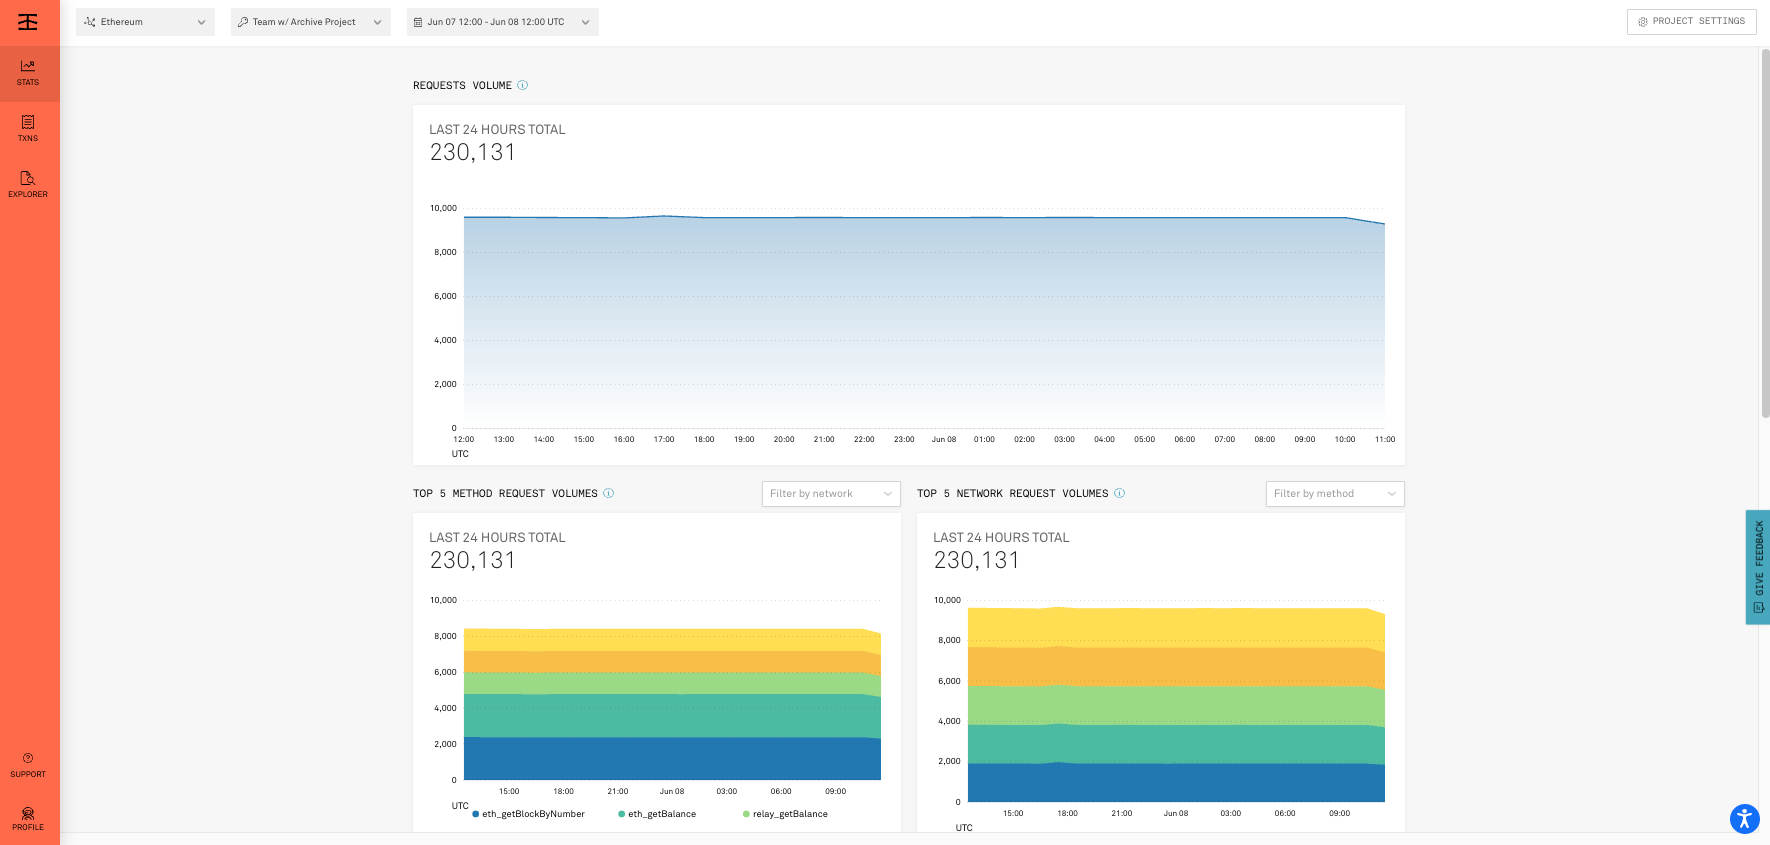 Ethereum
Team w/ Archive Project
Jun 07 12:00 - Jun 08 12:00 UTC
PROJECT SETTINGS
STATS
TXNS
EXPLORER
SUPPORT
PROFILE
REQUESTS VOLUME
LAST 24 HOURS TOTAL
230,131
10,000
8,000
6,000
4,000
2,000
0
12:00 13:00 14:00 15:00 16:00 17:00 18:00 19:00 20:00 21:00 22:00 23:00 Jun 08 01:00 02:00 03:00 04:00 05:00 06:00 07:00 08:00 09:00 10:00 11:00
UTC
TOP 5 METHOD REQUEST VOLUMES
Filter by network
LAST 24 HOURS TOTAL
230,131
10,000
8,000
6,000
4,000
2,000
0
15:00 18:00 21:00 Jun 08 03:00 06:00 09:00
UTC
eth_getBlockByNumber eth_getBalance relay_getBalance
TOP 5 NETWORK REQUEST VOLUMES
Filter by method
LAST 24 HOURS TOTAL
230,131
10,000
8,000
6,000
4,000
2,000
0
15:00 18:00 21:00 Jun 08 03:00 06:00 09:00
UTC
GIVE FEEDBACK